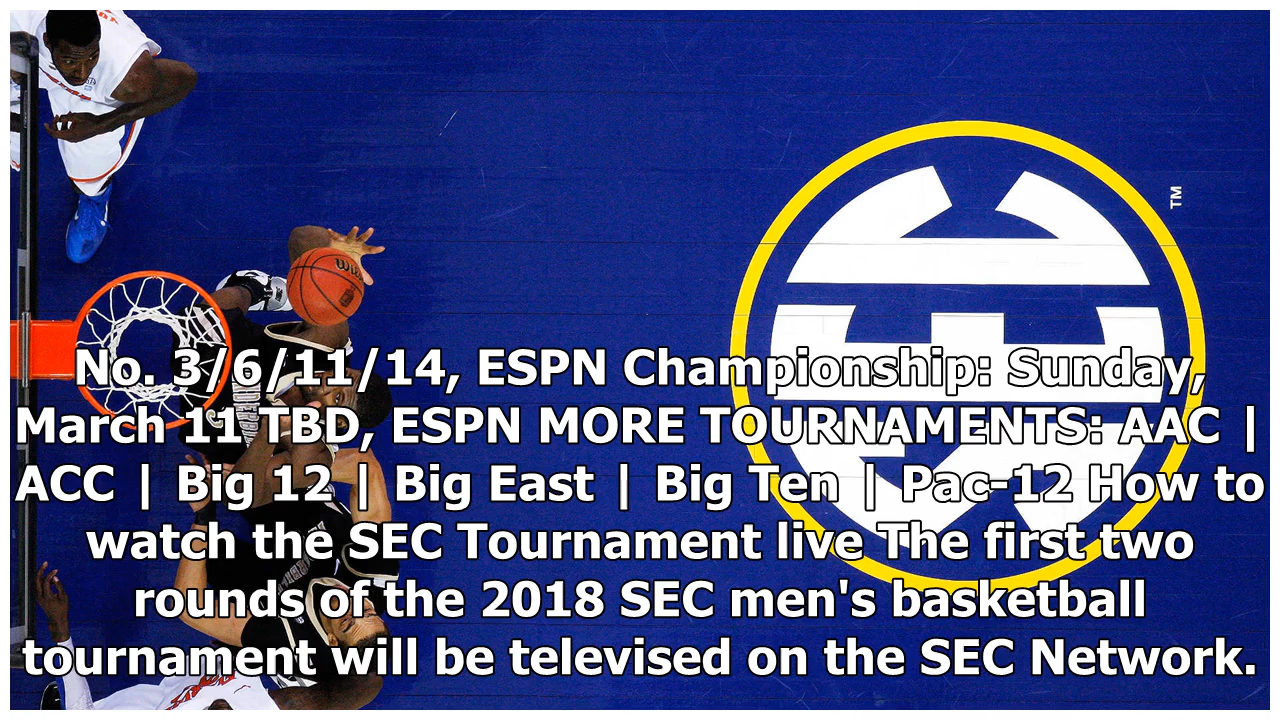 TM
Wilson
No. 3/6/11/14, ESPN Championship: Sunday,
March 11 TBD, ESPN MORE TOURNAMENTS: AAC |
ACC | Big 12 | Big East | Big Ten | Pac-12 How to
watch the SEC Tournament live The first two
rounds of the 2018 SEC men's basketball
tournament will be televised on the SEC Network.